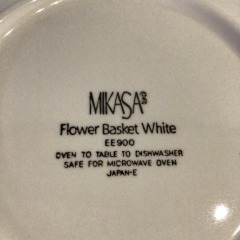 MIKASA
Flower Basket White
EE900
OVEN TO TABLE TO DISHWASHER
SAFE FOR MICROWAVE OVEN
JAPAN-E